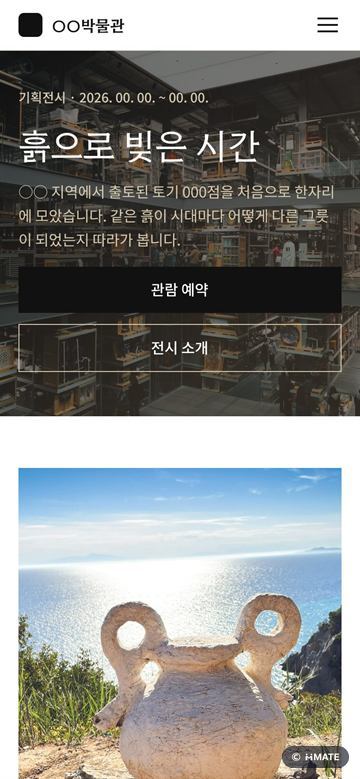 ○○박물관
기획전시 · 2026. 00. 00. ~ 00. 00.
흙으로 빚은 시간
○○ 지역에서 출토된 토기 000점을 처음으로 한자리
에 모았습니다. 같은 흙이 시대마다 어떻게 다른 그릇
이 되었는지 따라가 봅니다.
관람 예약
전시 소개
© HMATE